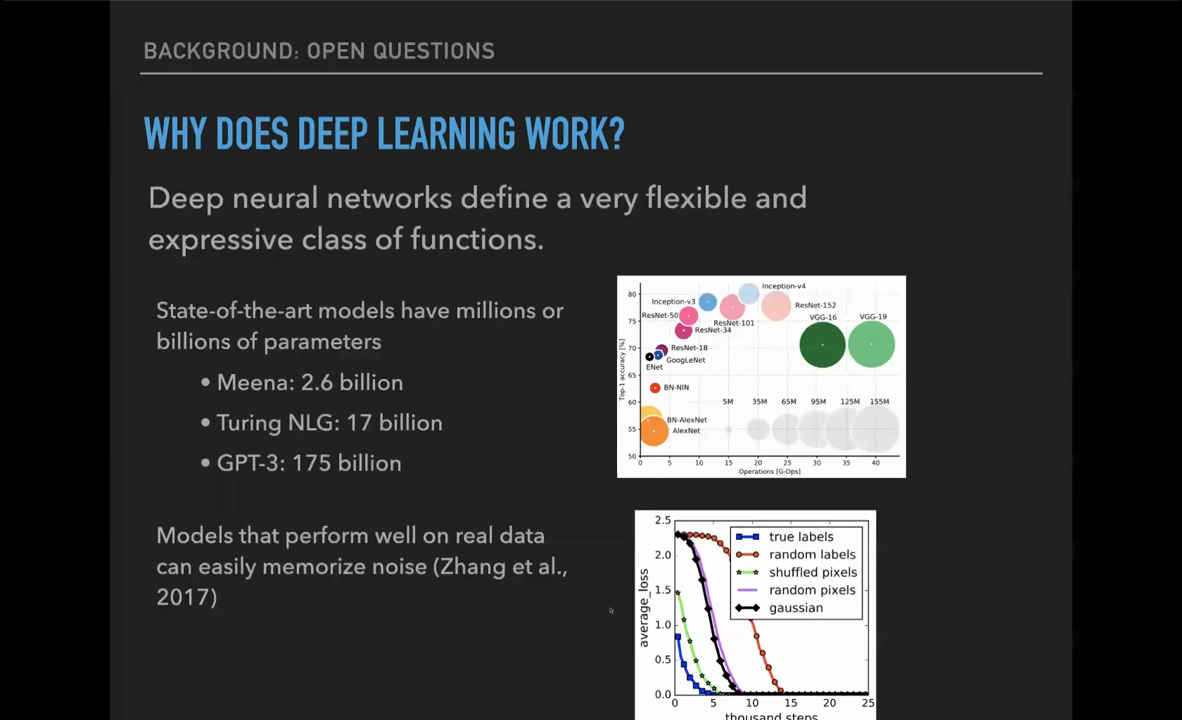 BACKGROUND: OPEN QUESTIONS
WHY DOES DEEP LEARNING WORK?
Deep neural networks define a very flexible and
expressive class of functions.
State-of-the-art models have millions or
billions of parameters
• Meena: 2.6 billion
• Turing NLG: 17 billion
• GPT-3: 175 billion
Models that perform well on real data
can easily memorize noise (Zhang et al.,
2017)
Top-1 accuracy [%]
80
75
70
65
60
55
50
Inception-v4
Inception-v3
ResNet-152
ResNet-50
VGG-16 VGG-19
ResNet-101
ResNet-34
ResNet-18
GoogLeNet
ENet
BN-NIN
5M 35M 65M 95M 125M 155M
BN-AlexNet
AlexNet
0 5 10 15 20 25 30 35 40
Operations [G-Ops]
average_loss
2.5
2.0
1.5
1.0
0.5
0.0
true labels
random labels
shuffled pixels
random pixels
gaussian
0 5 10 15 20 25
thousand steps